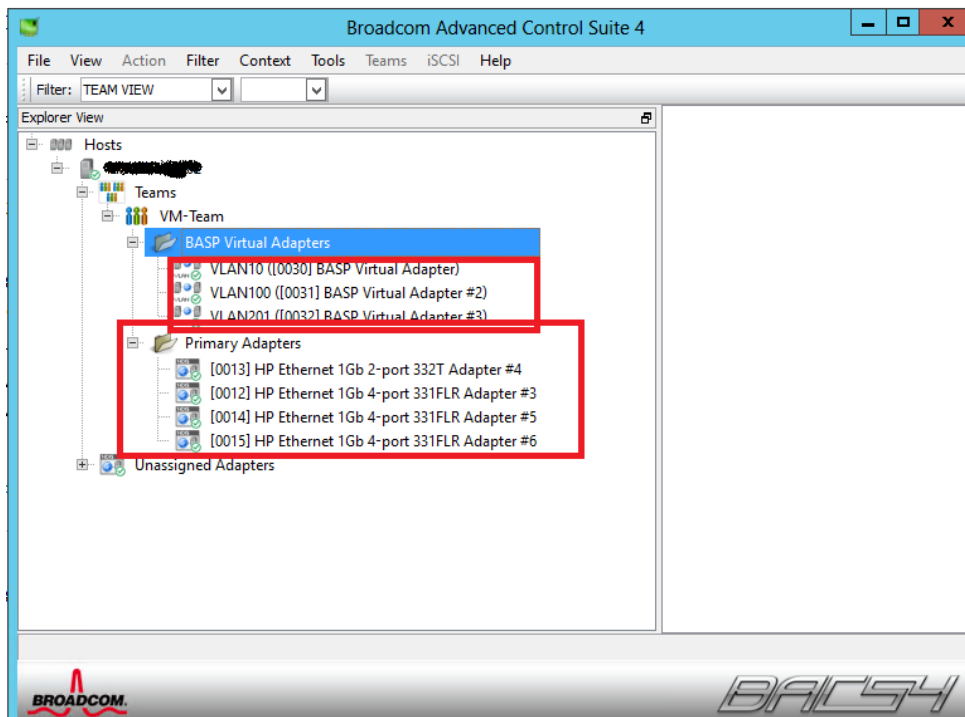 Broadcom Advanced Control Suite 4
File View Action Filter Context Tools Teams iSCSI Help
Filter: TEAM VIEW
Explorer View
Hosts
Teams
VM-Team
BASP Virtual Adapters
VLAN10 ([0030] BASP Virtual Adapter)
VLAN100 ([0031] BASP Virtual Adapter #2)
VLAN201 ([0032] BASP Virtual Adapter #3)
Primary Adapters
[0013] HP Ethernet 1Gb 2-port 332T Adapter #4
[0012] HP Ethernet 1Gb 4-port 331FLR Adapter #3
[0014] HP Ethernet 1Gb 4-port 331FLR Adapter #5
[0015] HP Ethernet 1Gb 4-port 331FLR Adapter #6
Unassigned Adapters
BROADCOM. BACS4